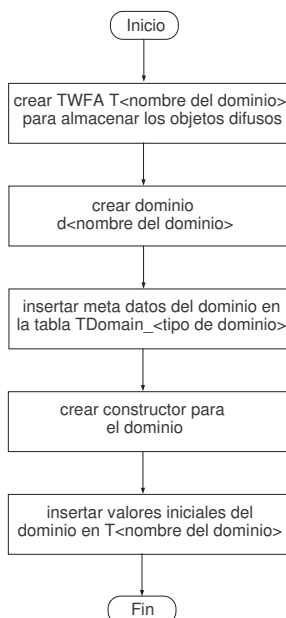 Inicio
crear TWFA T<nombre del dominio>
para almacenar los objetos difusos
crear dominio
d<nombre del dominio>
insertar meta datos del dominio en
la tabla TDomain_<tipo de dominio>
crear constructor para
el dominio
insertar valores iniciales del
dominio en T<nombre del dominio>
Fin